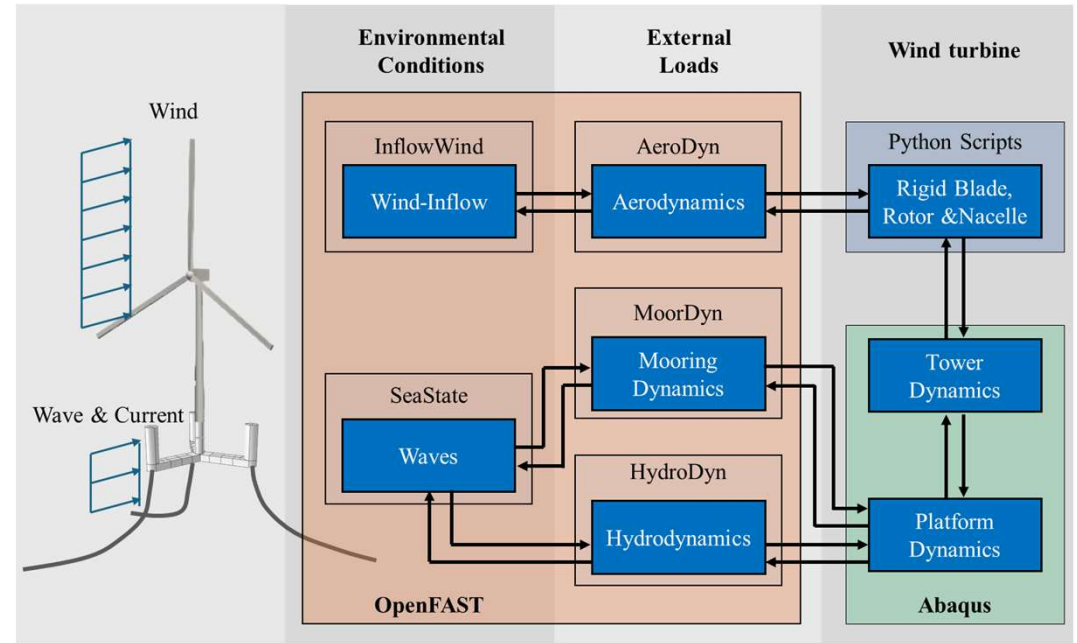 Environmental
Conditions
External
Loads
Wind turbine
Wind
InflowWind
Wind-Inflow
AeroDyn
Aerodynamics
Python Scripts
Rigid Blade,
Rotor &Nacelle
MoorDyn
Mooring
Dynamics
Tower
Dynamics
Wave & Current
SeaState
Waves
HydroDyn
Hydrodynamics
Platform
Dynamics
OpenFAST
Abaqus